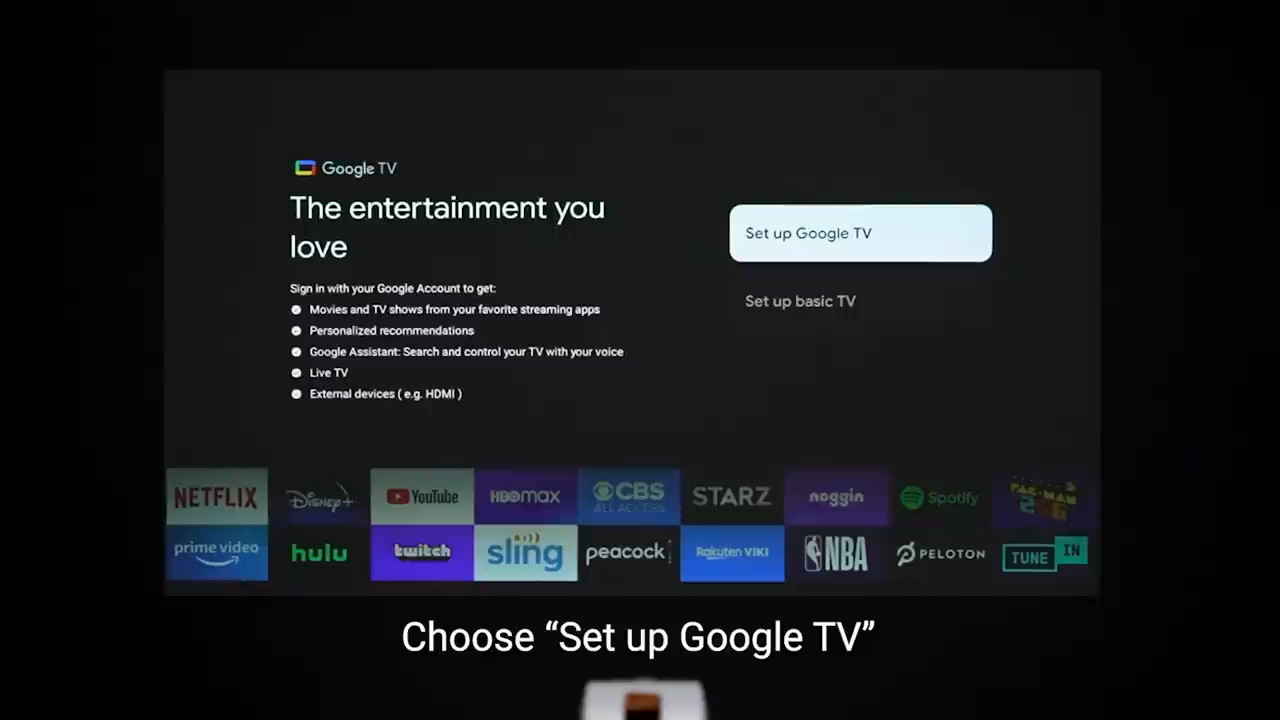 Google TV
The entertainment you
love
Sign in with your Google Account to get:
Movies and TV shows from your favorite streaming apps
Personalized recommendations
Google Assistant: Search and control your TV with your voice
Live TV
External devices ( e.g. HDMI )
Set up Google TV
Set up basic TV
NETFLIX
Disney+
YouTube
HBOMAX
CBS
ALL ACCESS
STARZ
noggin
Spotify
PAC-MAN
256
prime video
hulu
twitch
sling
peacock
Rakuten VIKI
NBA
PELOTON
TUNE IN
Choose “Set up Google TV”